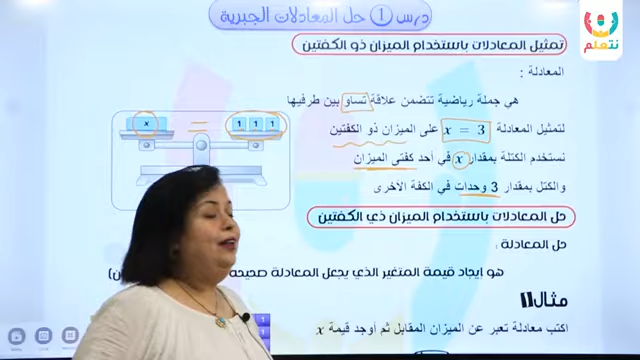 درس 1 حل المعادلات الجبرية
نتعلم
تمثيل المعادلات باستخدام الميزان ذو الكفتين
المعادلة :
هي جملة رياضية تتضمن علاقة تساو بين طرفيها
لتمثيل المعادلة x = 3 على الميزان ذو الكفتين
نستخدم الكتلة بمقدار x في أحد كفتى الميزان
والكتل بمقدار 3 وحدات في الكفة الاخرى
x = 1 1 1
حل المعادلات باستخدام الميزان ذي الكفتين
حل المعادلة :
هو إيجاد قيمة المتغير الذي يجعل المعادلة صحيحة
مثال 11
اكتب معادلة تعبر عن الميزان المقابل ثم أوجد قيمة x
1